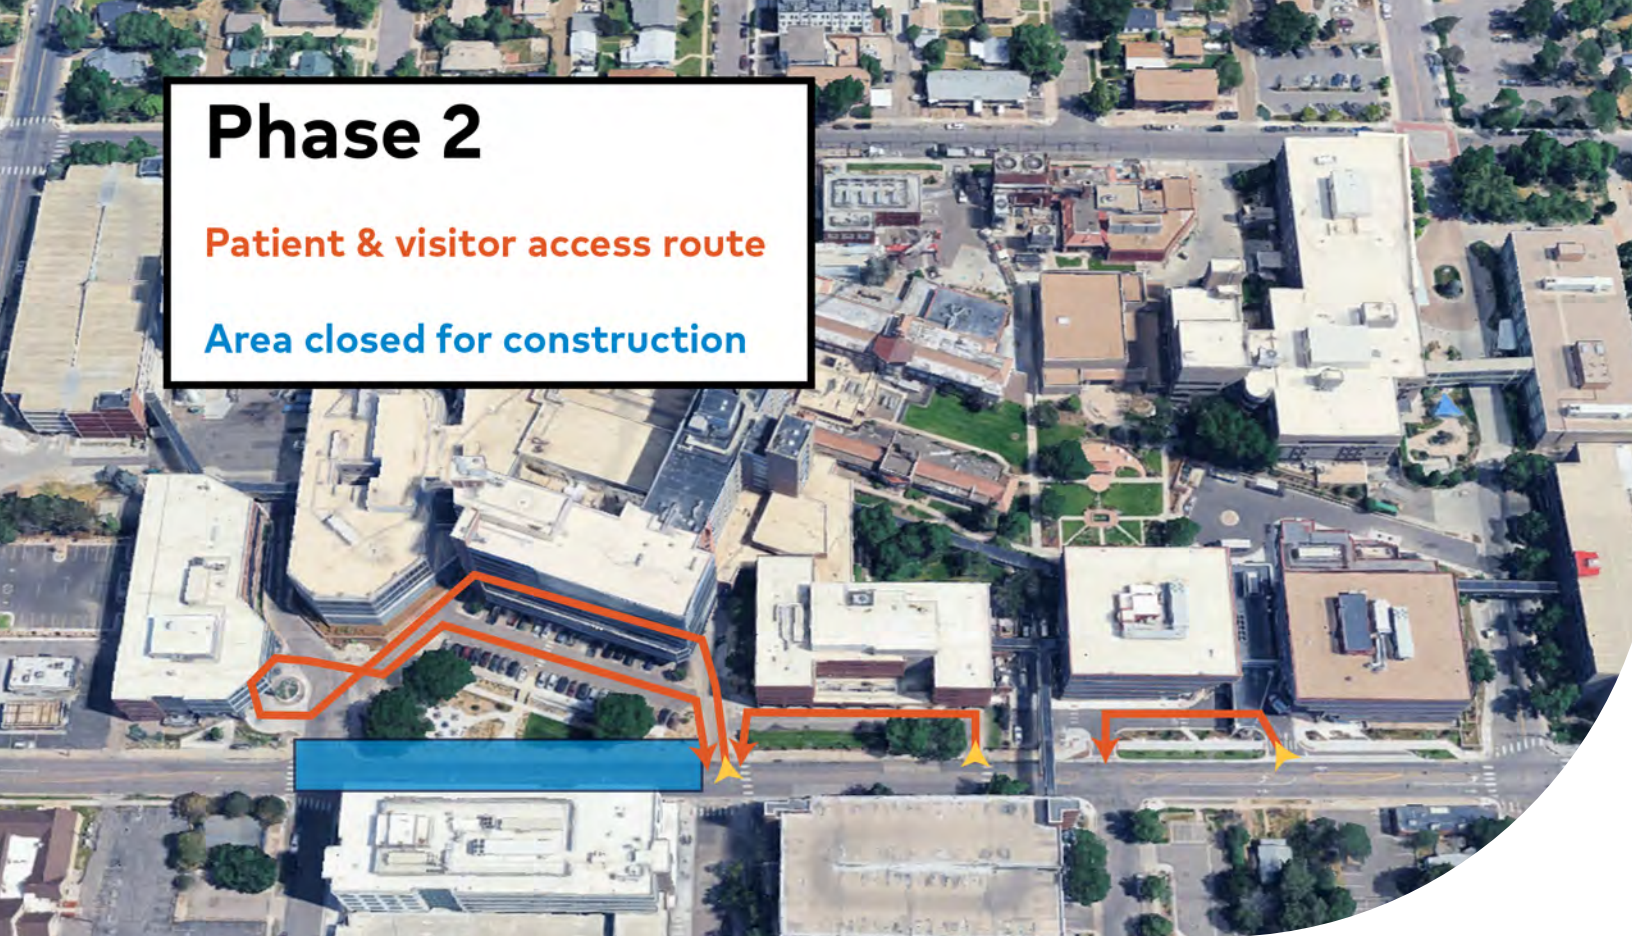 Phase 2
Patient & visitor access route
Area closed for construction